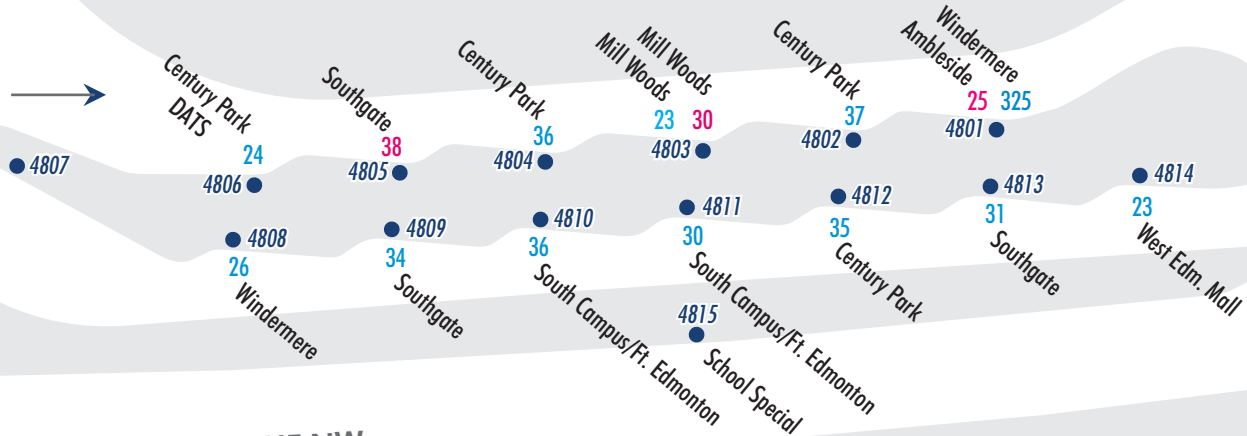 4807
Century Park
DATS
24
4806
Southgate
38
4805
Century Park
36
4804
Mill Woods
Mill Woods
23 30
4803
Century Park
37
4802
Ambleside
Windermere
25 325
4801
4808
26
Windermere
4809
34
Southgate
4810
36
South Campus/Ft. Edmonton
4811
30
South Campus/Ft. Edmonton
4812
35
Century Park
4813
31
Southgate
4814
23
West Edm. Mall
4815
School Special
NW